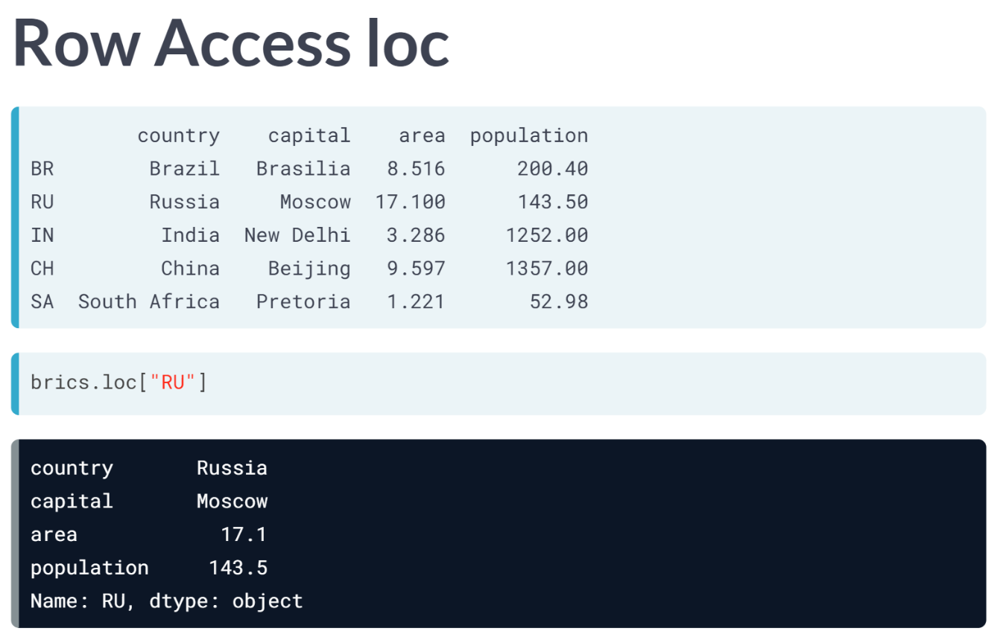 Row Access loc
         country    capital    area  population
BR        Brazil   Brasilia   8.516      200.40
RU        Russia     Moscow  17.100      143.50
IN         India  New Delhi   3.286     1252.00
CH         China    Beijing   9.597     1357.00
SA  South Africa   Pretoria   1.221       52.98
brics.loc["RU"]
country       Russia
capital       Moscow
area            17.1
population     143.5
Name: RU, dtype: object